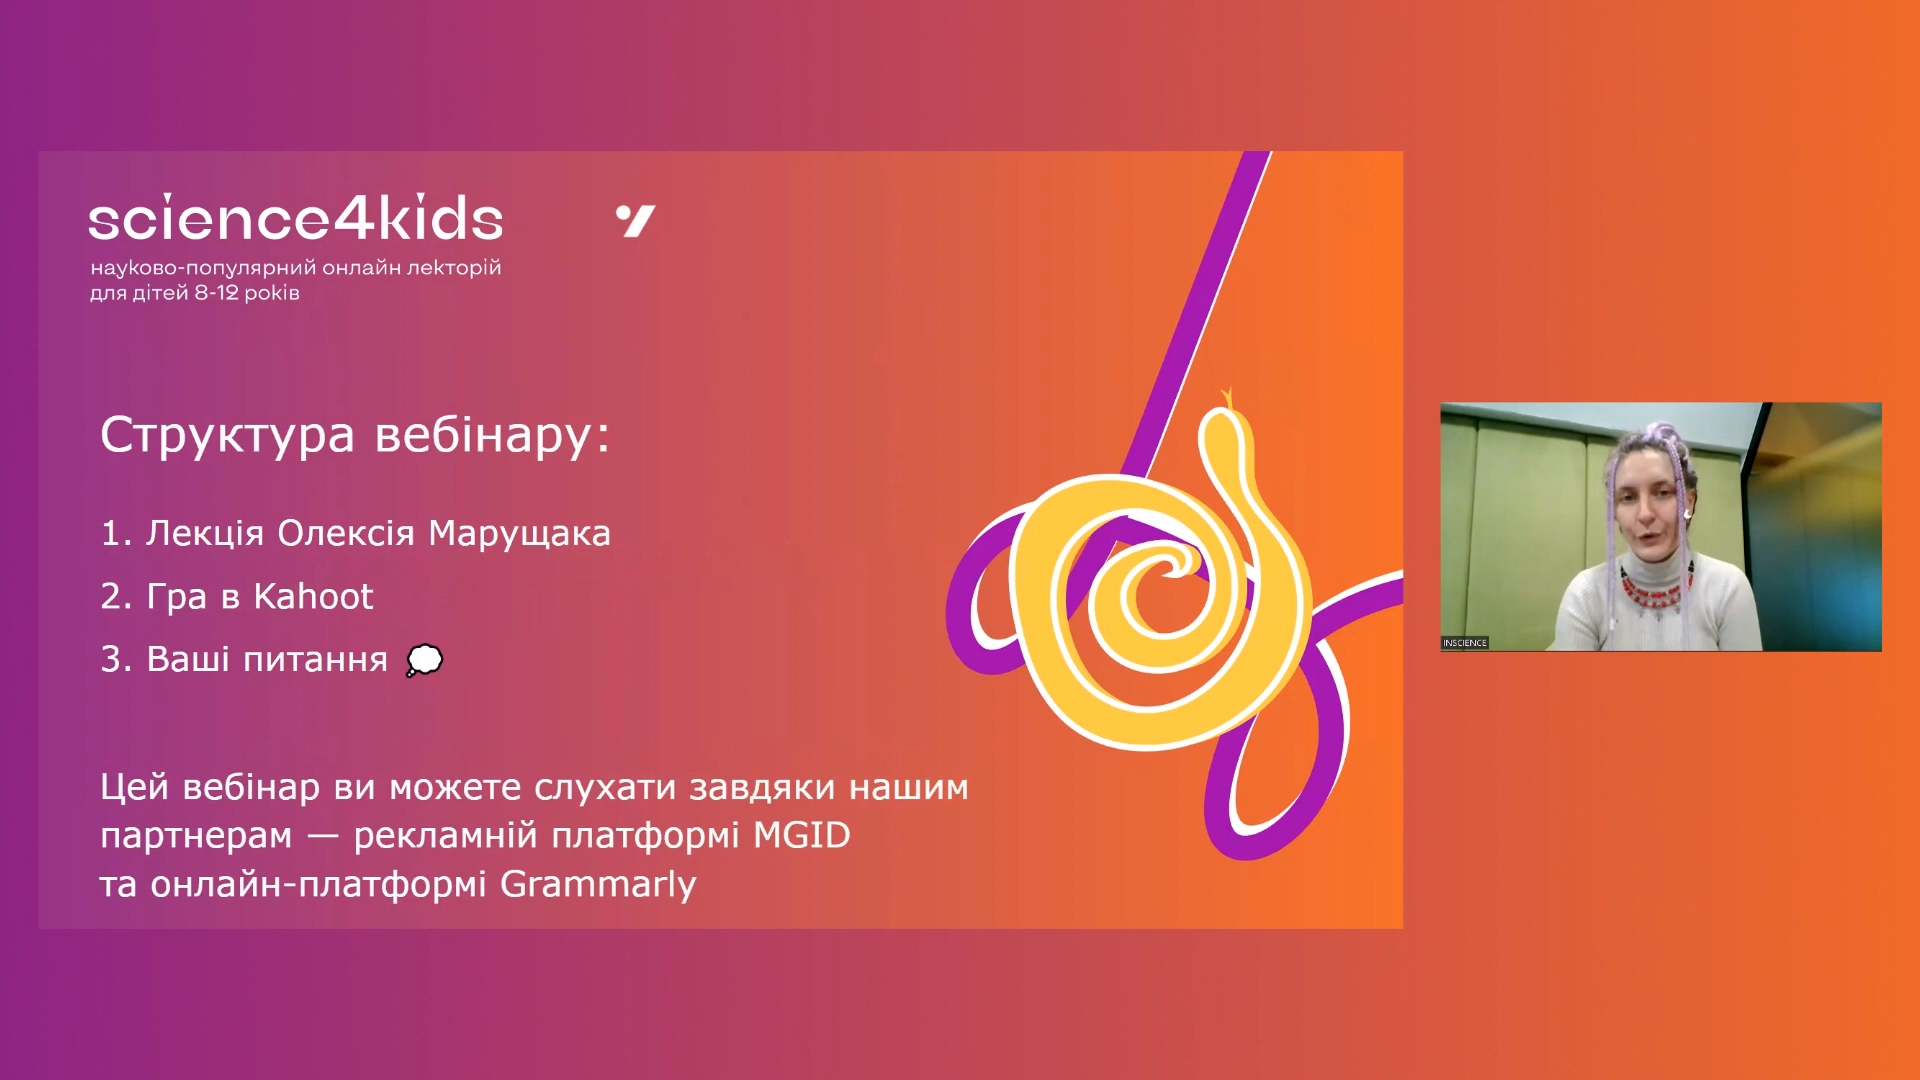 science4kids
науково-популярний онлайн лекторій
для дітей 8-12 років
Структура вебінару:
1. Лекція Олексія Марущака
2. Гра в Kahoot
3. Ваші питання
Цей вебінар ви можете слухати завдяки нашим
партнерам — рекламній платформі MGID
та онлайн-платформі Grammarly
INSCIENCE